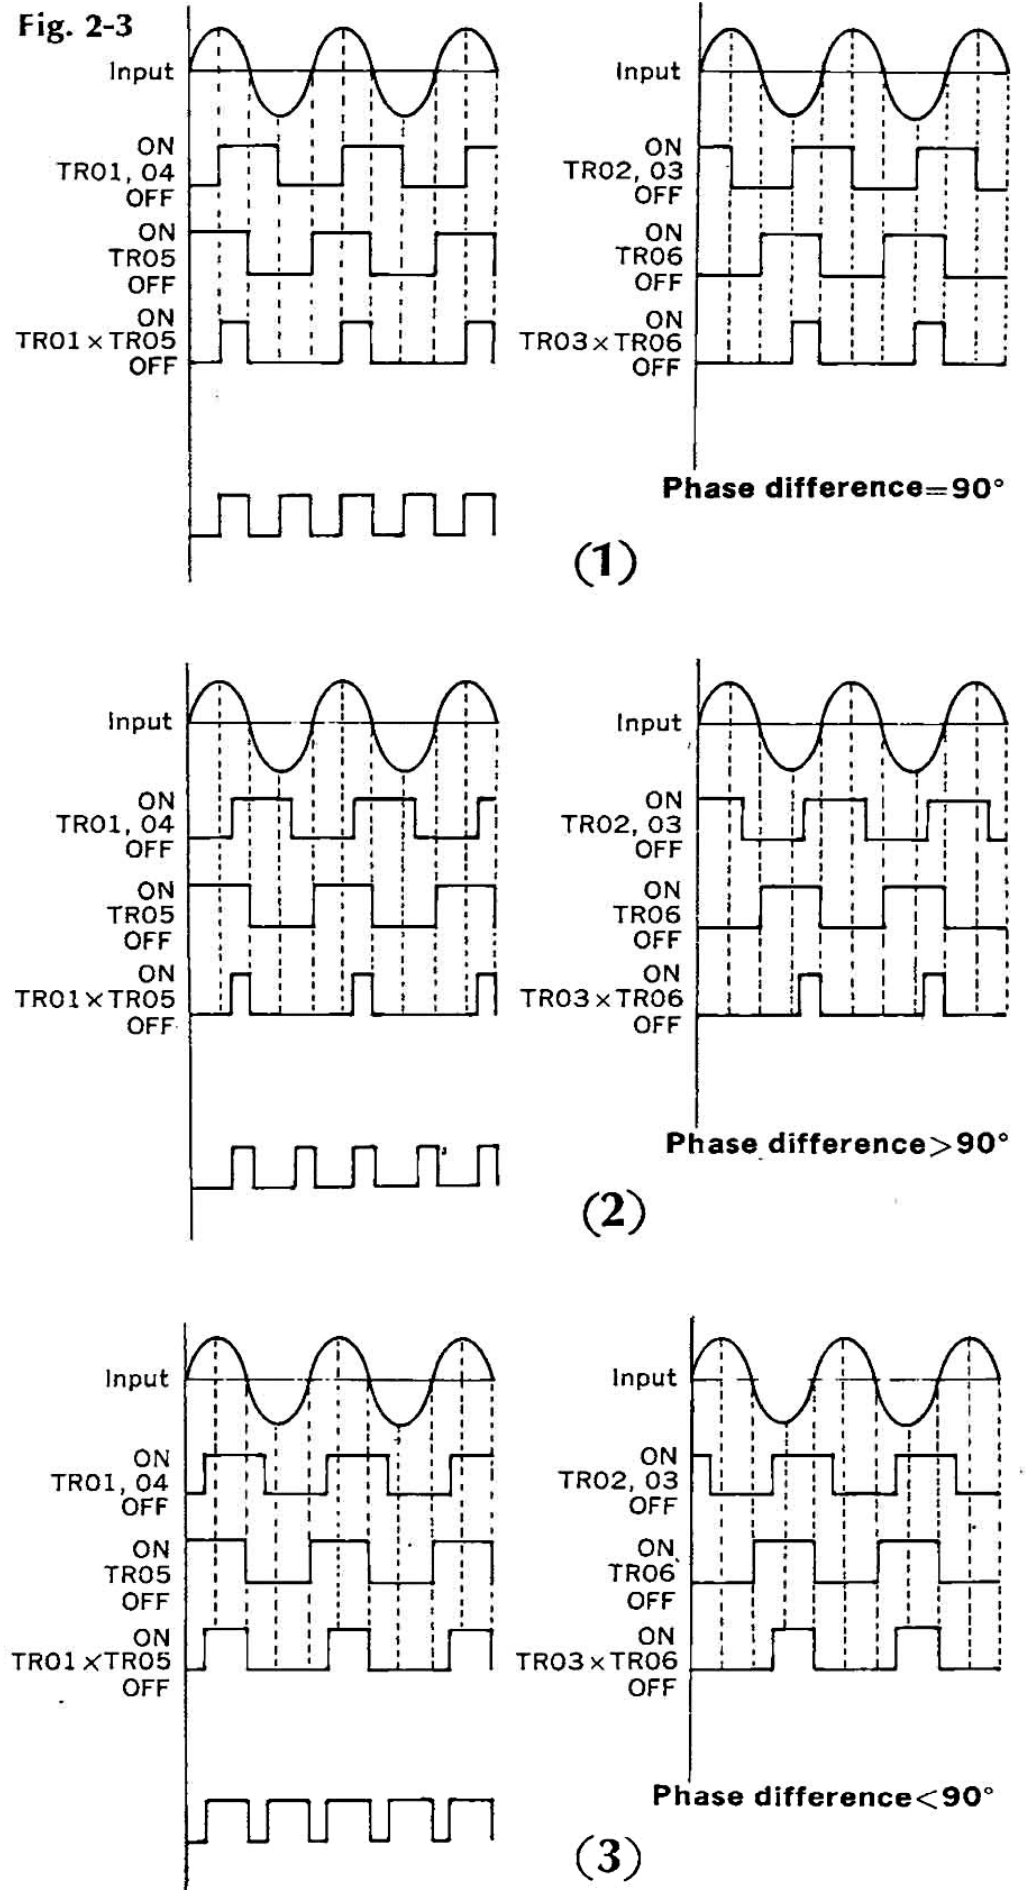 Fig. 2-3
Input
ON
TR01, 04
OFF
ON
TR05
OFF
ON
TR01×TR05
OFF
Input
ON
TR02, 03
OFF
ON
TR06
OFF
ON
TR03×TR06
OFF
Phase difference=90°
(1)
Input
ON
TR01, 04
OFF
ON
TR05
OFF
ON
TR01×TR05
OFF
Input
ON
TR02, 03
OFF
ON
TR06
OFF
ON
TR03×TR06
OFF
Phase difference>90°
(2)
Input
ON
TR01, 04
OFF
ON
TR05
OFF
ON
TR01×TR05
OFF
Input
ON
TR02, 03
OFF
ON
TR06
OFF
ON
TR03×TR06
OFF
Phase difference<90°
(3)